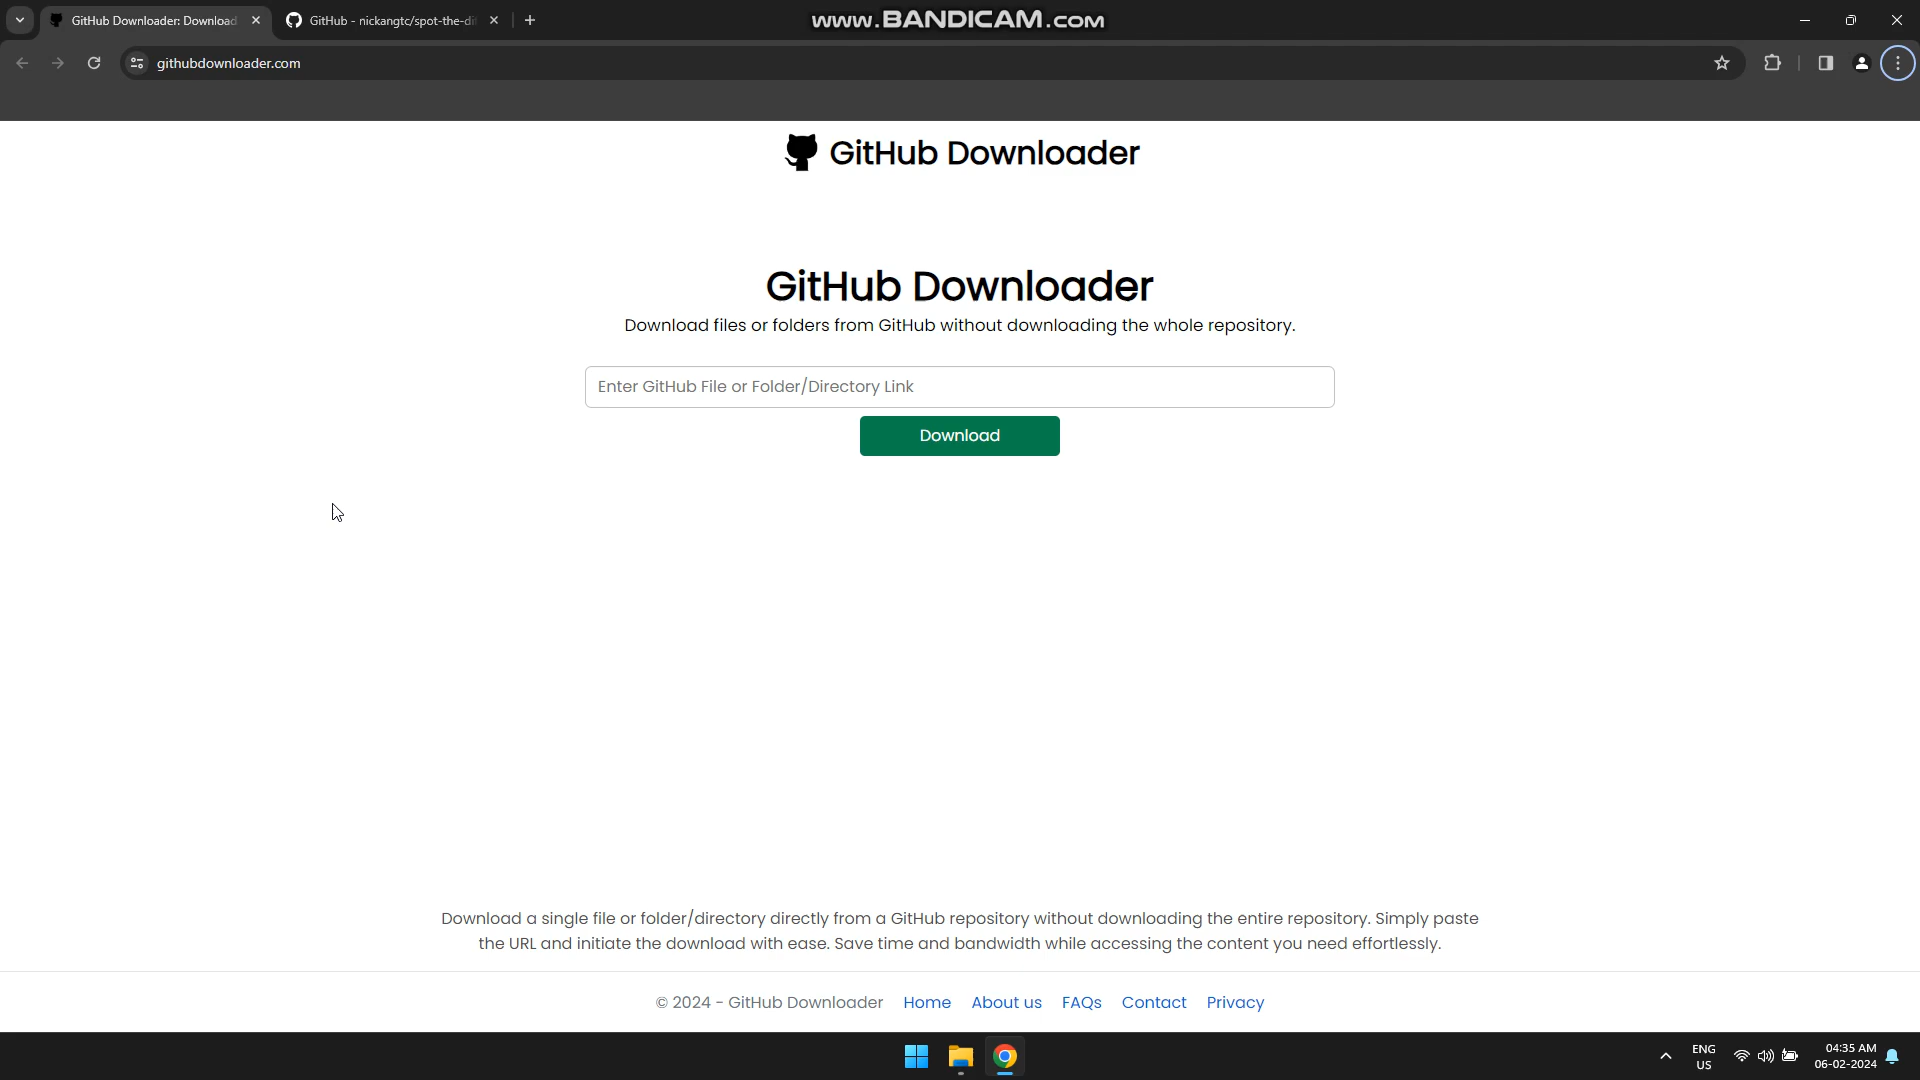 GitHub Downloader: Download
GitHub - nickangtc/spot-the-di
www.BANDICAM.com
githubdownloader.com
GitHub Downloader
GitHub Downloader
Download files or folders from GitHub without downloading the whole repository.
Enter GitHub File or Folder/Directory Link
Download
Download a single file or folder/directory directly from a GitHub repository without downloading the entire repository. Simply paste
the URL and initiate the download with ease. Save time and bandwidth while accessing the content you need effortlessly.
© 2024 - GitHub Downloader Home About us FAQs Contact Privacy
ENG
US
04:35 AM
06-02-2024